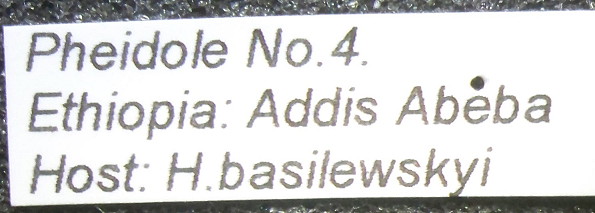 Pheidole No.4.
Ethiopia: Addis Abeba
Host: H.basilewskyi